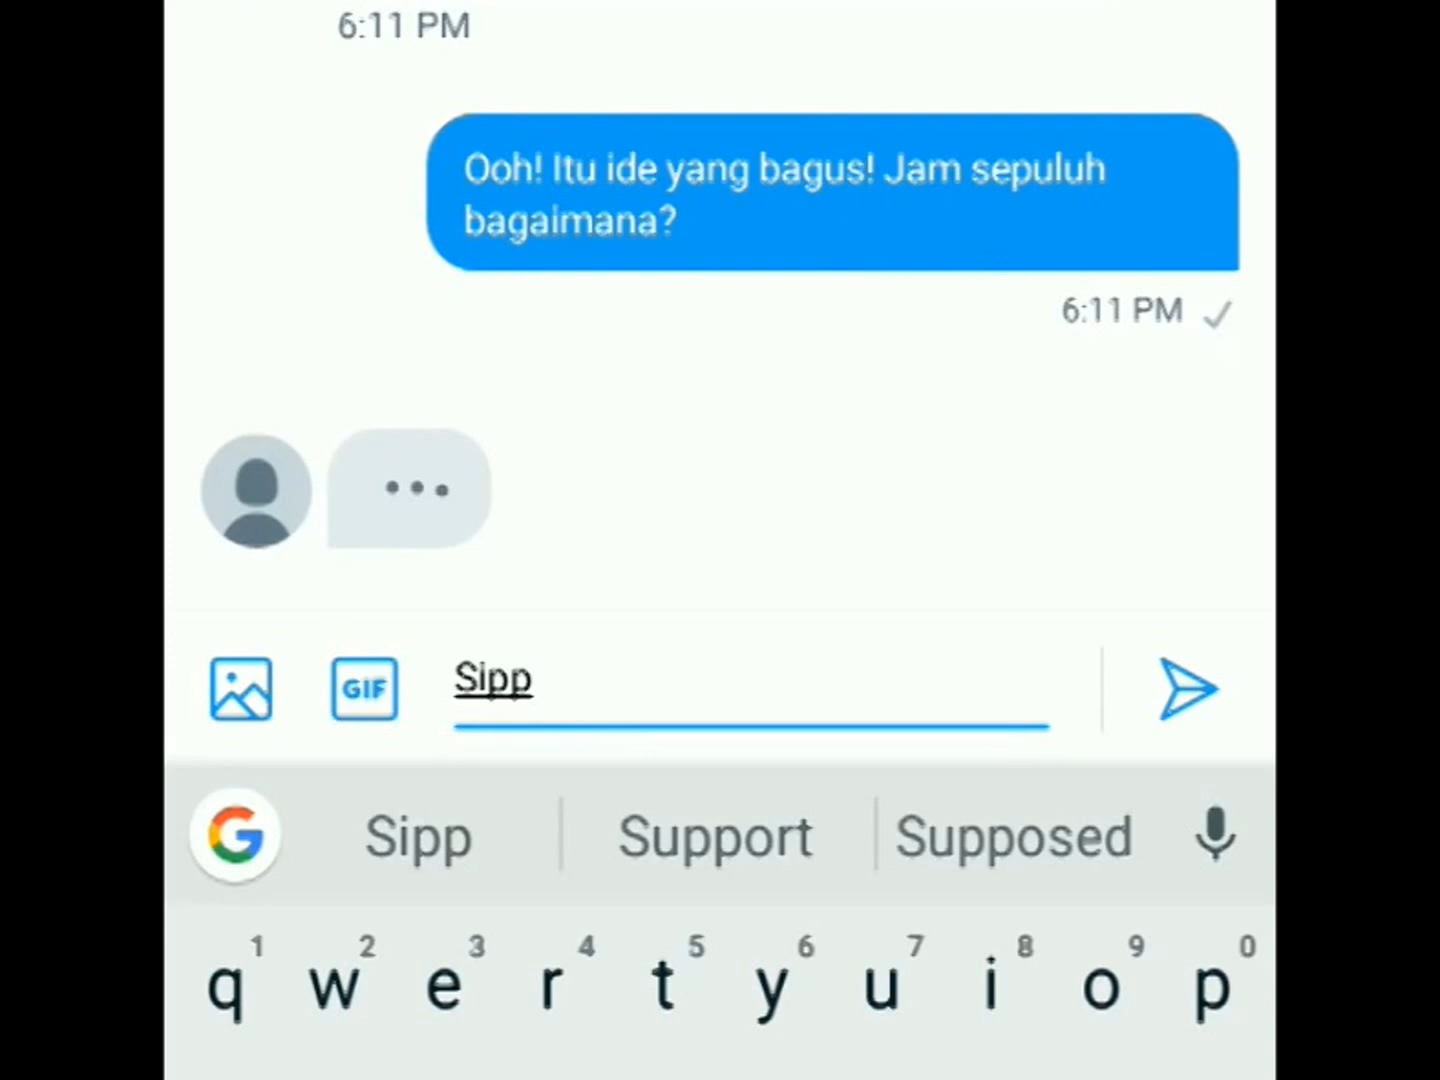 6:11 PM
Ooh! Itu ide yang bagus! Jam sepuluh
bagaimana?
6:11 PM
GIF
Sipp
G Sipp Support Supposed
1 2 3 4 5 6 7 8 9 0
q w e r t y u i o p